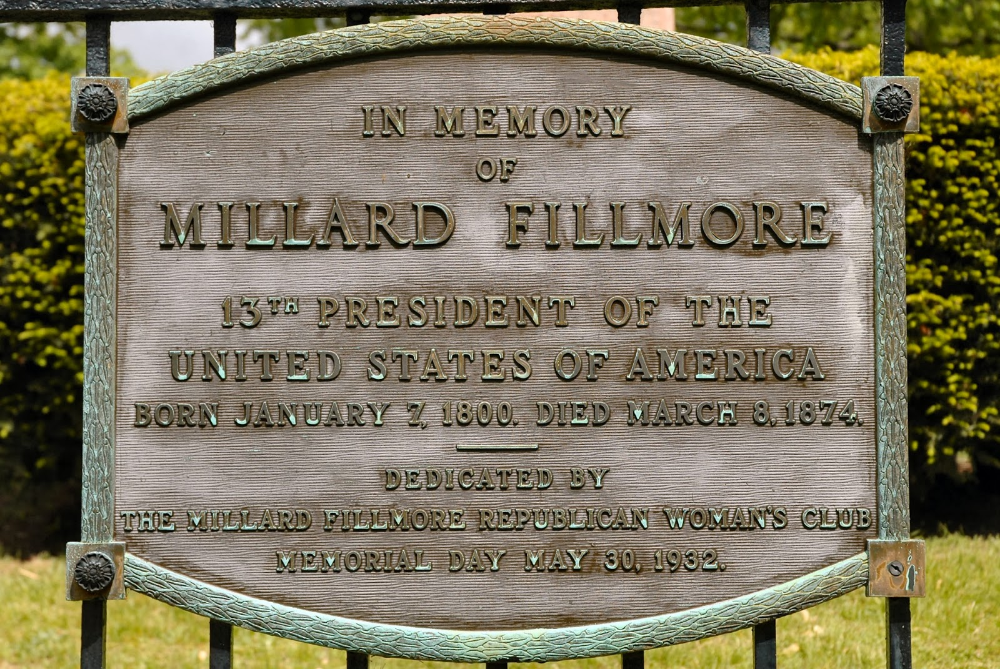 IN MEMORY
OF
MILLARD FILLMORE
13TH PRESIDENT OF THE
UNITED STATES OF AMERICA
BORN JANUARY 7, 1800. DIED MARCH 8, 1874.
DEDICATED BY
THE MILLARD FILLMORE REPUBLICAN WOMAN'S CLUB
MEMORIAL DAY MAY 30, 1932.